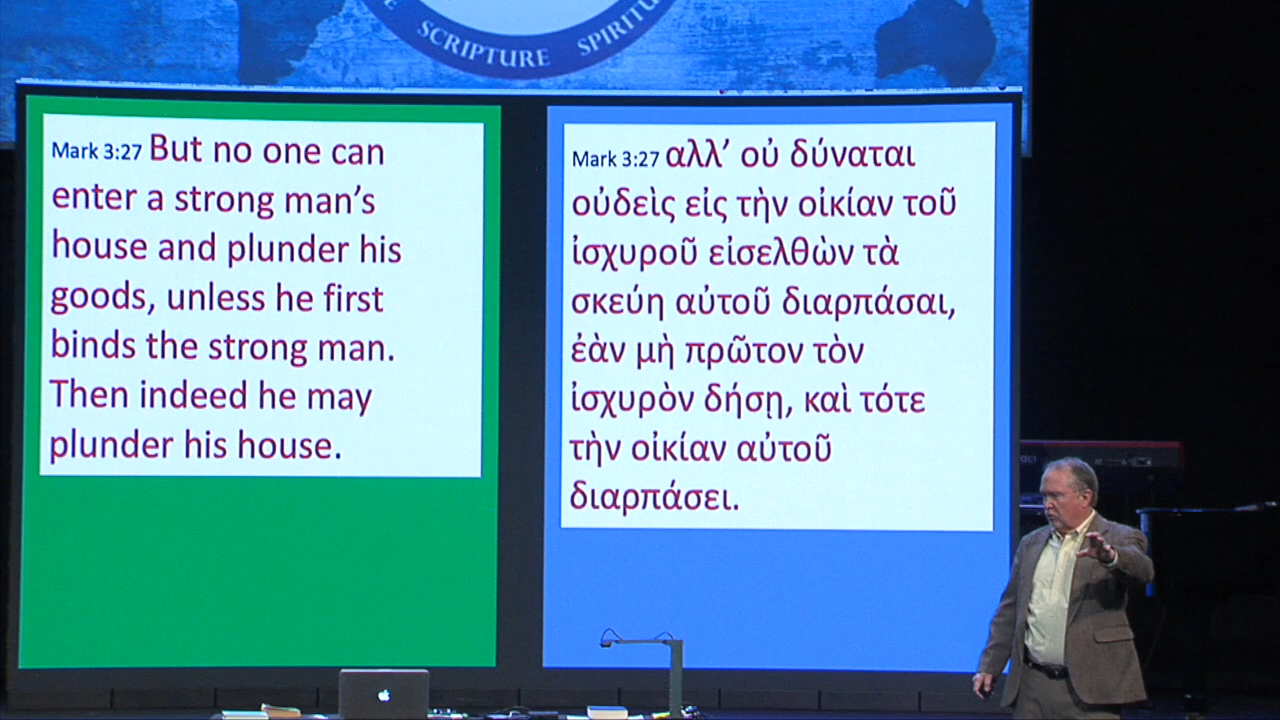 SCRIPTURE SPIRITU
Mark 3:27 But no one can
enter a strong man’s
house and plunder his
goods, unless he first
binds the strong man.
Then indeed he may
plunder his house.
Mark 3:27 αλλ’ οὐ δύναται
οὐδεὶς εἰς τὴν οἰκίαν τοῦ
ἰσχυροῦ εἰσελθὼν τὰ
σκεύη αὐτοῦ διαρπάσαι,
ἐὰν μὴ πρῶτον τὸν
ἰσχυρὸν δήσῃ, καὶ τότε
τὴν οἰκίαν αὐτοῦ
διαρπάσει.